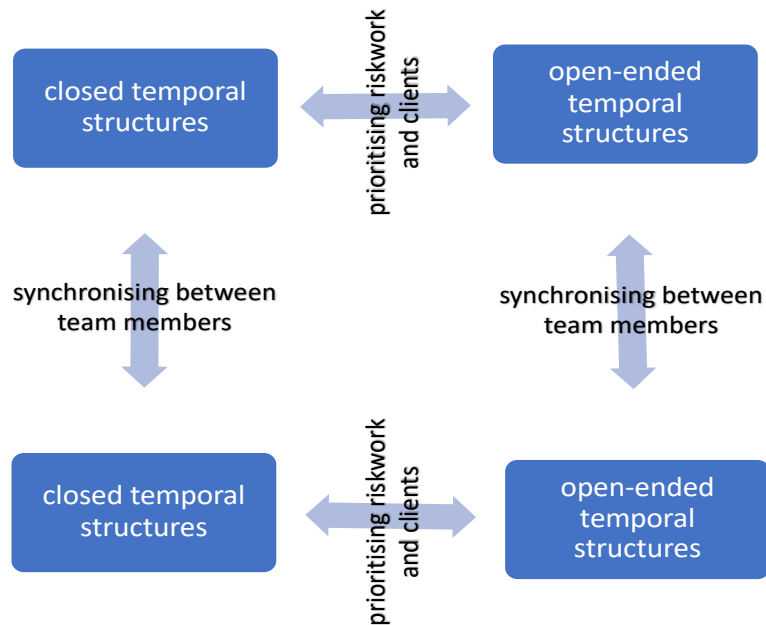 closed temporal
structures
prioritising riskwork
and clients
open-ended
temporal
structures
synchronising between
team members
synchronising between
team members
closed temporal
structures
prioritising riskwork
and clients
open-ended
temporal
structures